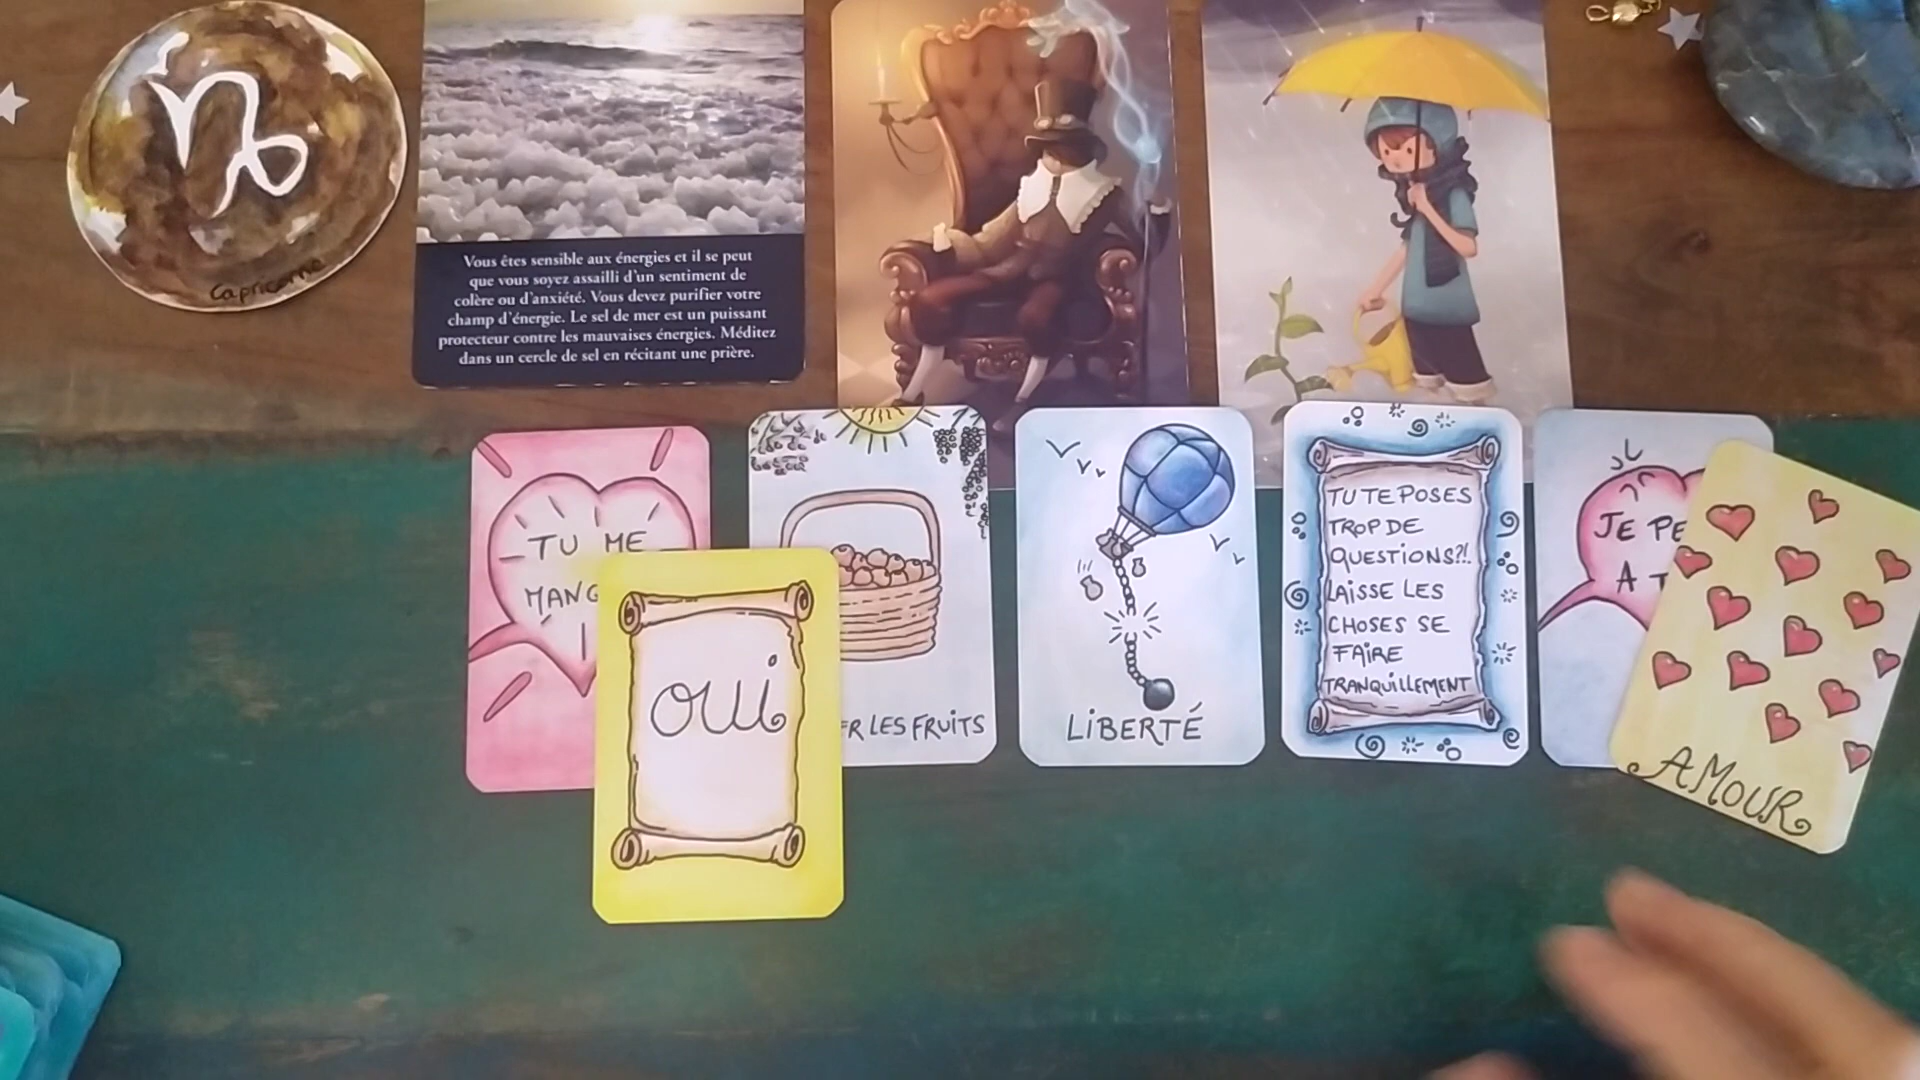 Capricorne
Vous êtes sensible aux énergies et il se peut
que vous soyez assailli d'un sentiment de
colère ou d'anxiété. Vous devez purifier votre
champ d'énergie. Le sel de mer est un puissant
protecteur contre les mauvaises énergies. Méditez
dans un cercle de sel en récitant une prière.
TU ME
oui
LES FRUITS
LIBERTÉ
TU TE POSES
TROP DE
QUESTIONS?!.
LAISSE LES
CHOSES SE
FAIRE
TRANQUILLEMENT
JE
A
AMOUR